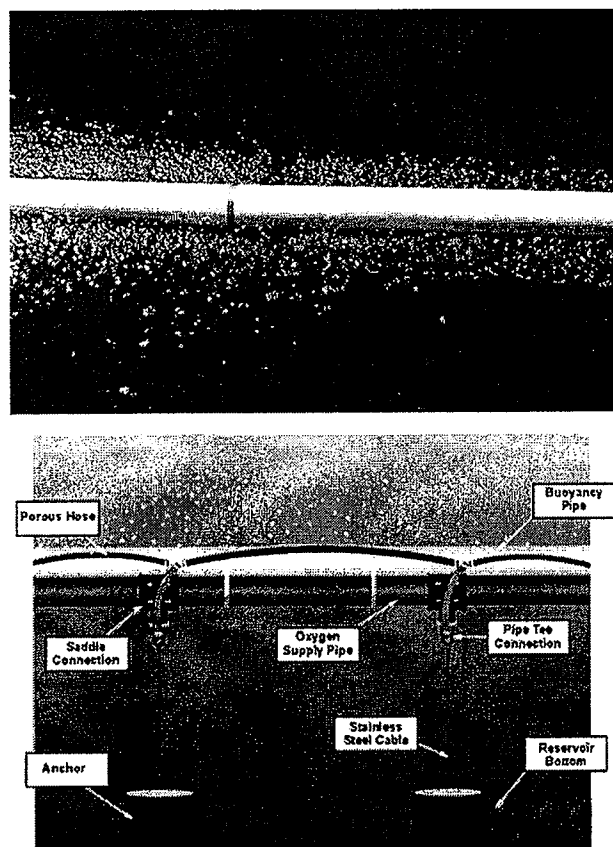 Porous Hose
Buoyancy
Pipe
Saddle
Connection
Oxygen
Supply Pipe
Pipe Tee
Connection
Stainless
Steel Cable
Anchor
Reservoir
Bottom